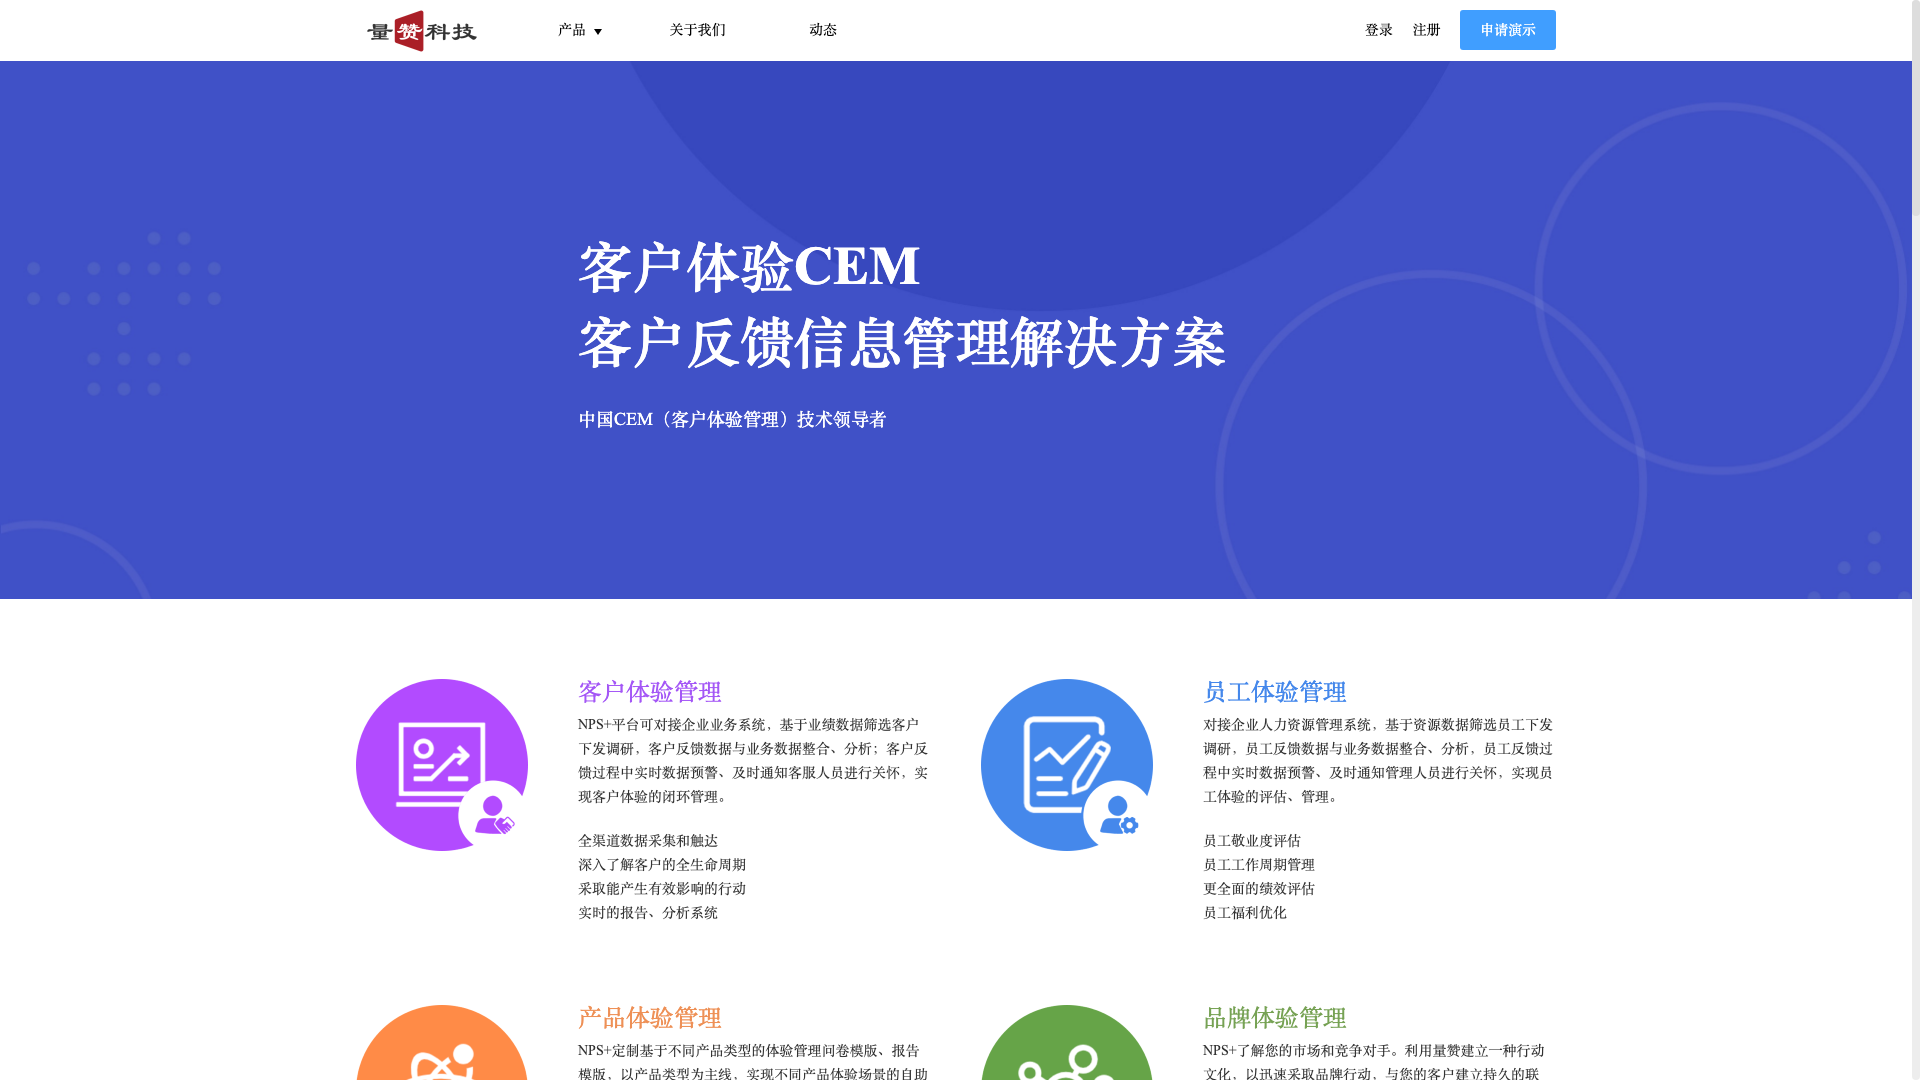 量赞科技
产品
关于我们
动态
登录
注册
申请演示
客户体验CEM
客户反馈信息管理解决方案
中国CEM（客户体验管理）技术领导者
客户体验管理
NPS+平台可对接企业业务系统，基于业绩数据筛选客户
下发调研，客户反馈数据与业务数据整合、分析；客户反
馈过程中实时数据预警、及时通知客服人员进行关怀，实
现客户体验的闭环管理。
全渠道数据采集和触达
深入了解客户的全生命周期
采取能产生有效影响的行动
实时的报告、分析系统
员工体验管理
对接企业人力资源管理系统，基于资源数据筛选员工下发
调研，员工反馈数据与业务数据整合、分析，员工反馈过
程中实时数据预警、及时通知管理人员进行关怀，实现员
工体验的评估、管理。
员工敬业度评估
员工工作周期管理
更全面的绩效评估
员工福利优化
产品体验管理
NPS+定制基于不同产品类型的体验管理问卷模版、报告
模版，以产品类型为主线，实现不同产品体验场景的自助
品牌体验管理
NPS+了解您的市场和竞争对手。利用量赞建立一种行动
文化，以迅速采取品牌行动，与您的客户建立持久的联